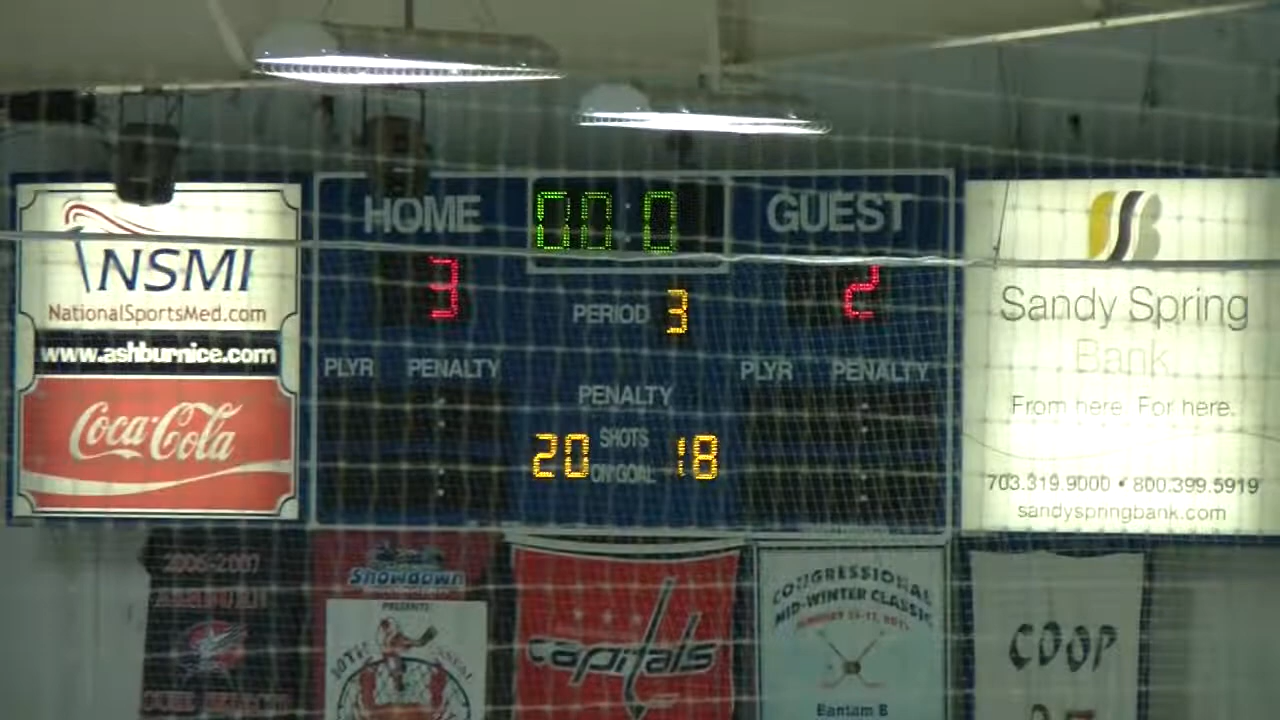 NSMI
NationalSportsMed.com
www.ashburnice.com
Coca-Cola
HOME 00 0 GUEST
3 2
PERIOD 3
PLYR PENALTY PLYR PENALTY
PENALTY
20 SHOTS 18
ON GOAL
Sandy Spring
Bank
From here. For here.
703.319.9000 • 800.399.5919
sandyspringbank.com
2006-2007
Showdown
PRESENTS
capitals
CONGRESSIONAL
MID-WINTER CLASSIC
Bantam B
COOP